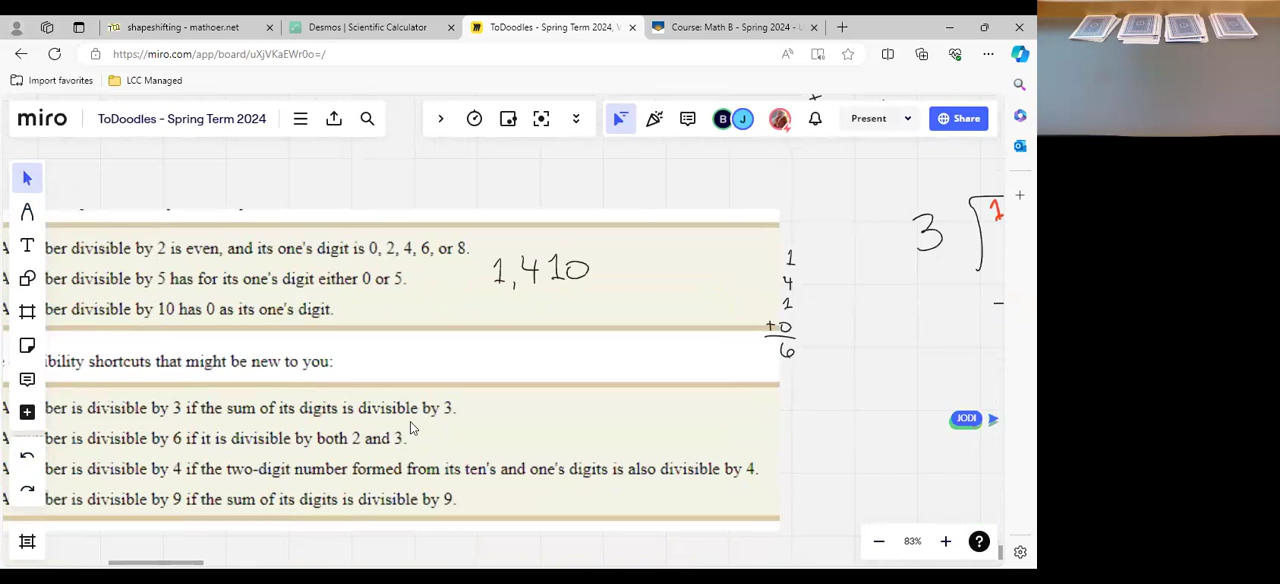 shapeshifting - mathoer.net
Desmos | Scientific Calculator
ToDoodles - Spring Term 2024,
Course: Math B - Spring 2024 -
https://miro.com/app/board/uXjVKaEWr0o=/
Import favorites
LCC Managed
miro
ToDoodles - Spring Term 2024
B
J
Present
Share
ber divisible by 2 is even, and its one's digit is 0, 2, 4, 6, or 8.
ber divisible by 5 has for its one's digit either 0 or 5.
ber divisible by 10 has 0 as its one's digit.
1,410
1
4
1
+0
6
3
1
ibility shortcuts that might be new to you:
ber is divisible by 3 if the sum of its digits is divisible by 3.
ber is divisible by 6 if it is divisible by both 2 and 3.
ber is divisible by 4 if the two-digit number formed from its ten's and one's digits is also divisible by 4.
ber is divisible by 9 if the sum of its digits is divisible by 9.
JODI
83%